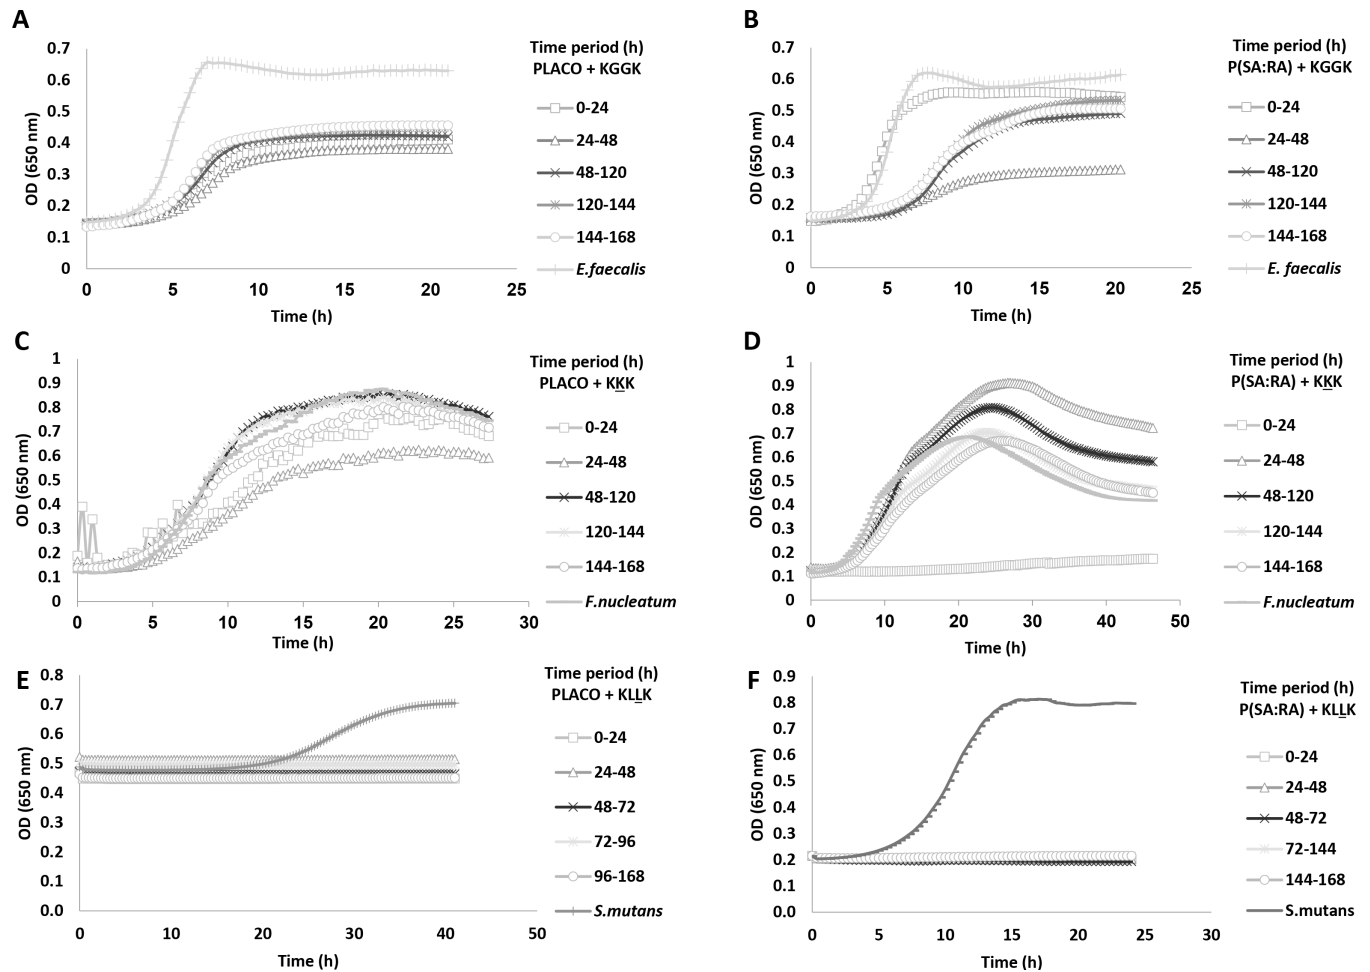 A
0.7
0.6
0.5
0.4
0.3
0.2
0.1
0
OD (650 nm)
0 5 10 15 20 25
Time (h)
Time period (h)
PLACO + KGGK
0-24
24-48
48-120
120-144
144-168
E.faecalis
B
0.7
0.6
0.5
0.4
0.3
0.2
0.1
0
OD (650 nm)
0 5 10 15 20 25
Time (h)
Time period (h)
P(SA:RA) + KGGK
0-24
24-48
48-120
120-144
144-168
E. faecalis
C
1
0.9
0.8
0.7
0.6
0.5
0.4
0.3
0.2
0.1
0
OD (650 nm)
0 5 10 15 20 25 30
Time (h)
Time period (h)
PLACO + KKK
0-24
24-48
48-120
120-144
144-168
F.nucleatum
D
1
0.9
0.8
0.7
0.6
0.5
0.4
0.3
0.2
0.1
0
OD (650 nm)
0 10 20 30 40 50
Time (h)
Time period (h)
P(SA:RA) + KKK
0-24
24-48
48-120
120-144
144-168
F.nucleatum
E
0.8
0.7
0.6
0.5
0.4
0.3
0.2
0.1
0.0
OD (650 nm)
0 10 20 30 40 50
Time (h)
Time period (h)
PLACO + KLLK
0-24
24-48
48-72
72-96
96-168
S.mutans
F
0.9
0.8
0.7
0.6
0.5
0.4
0.3
0.2
0.1
0.0
OD (650 nm)
0 5 10 15 20 25 30
Time (h)
Time period (h)
P(SA:RA) + KLLK
0-24
24-48
48-72
72-144
144-168
S.mutans